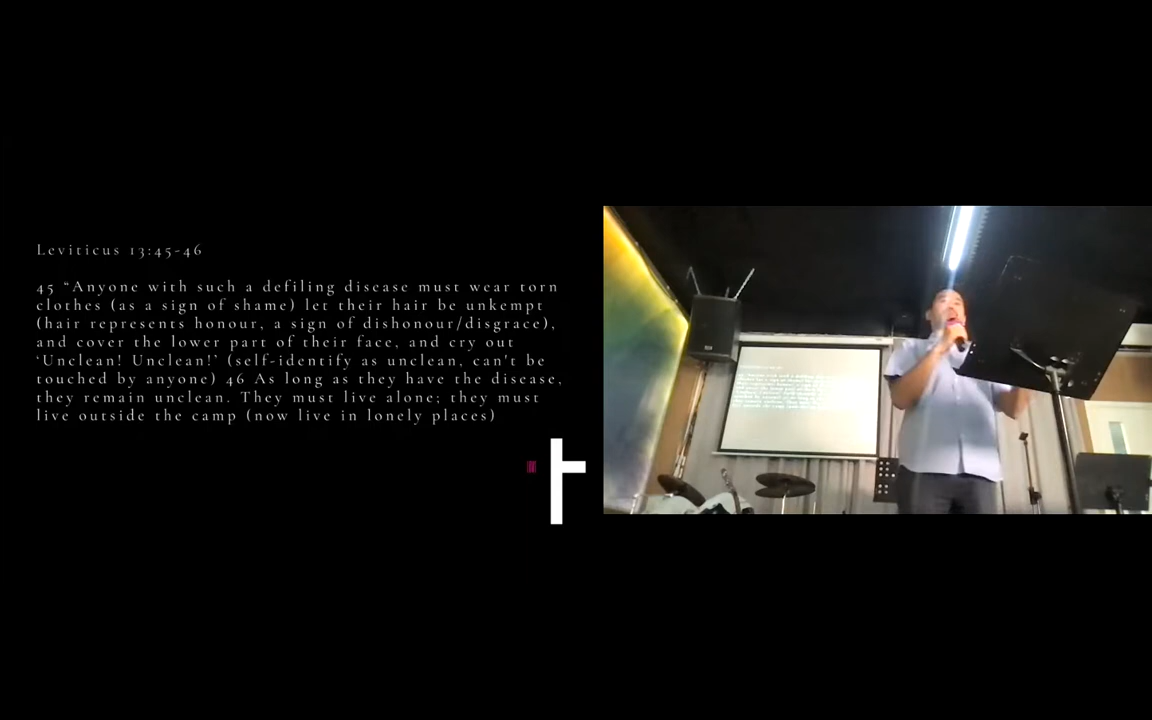 Leviticus 13:45-46
45 “Anyone with such a defiling disease must wear torn
clothes (as a sign of shame) let their hair be unkempt
(hair represents honour, a sign of dishonour/disgrace),
and cover the lower part of their face, and cry out
‘Unclean! Unclean!’ (self-identify as unclean, can't be
touched by anyone) 46 As long as they have the disease,
they remain unclean. They must live alone; they must
live outside the camp (now live in lonely places)